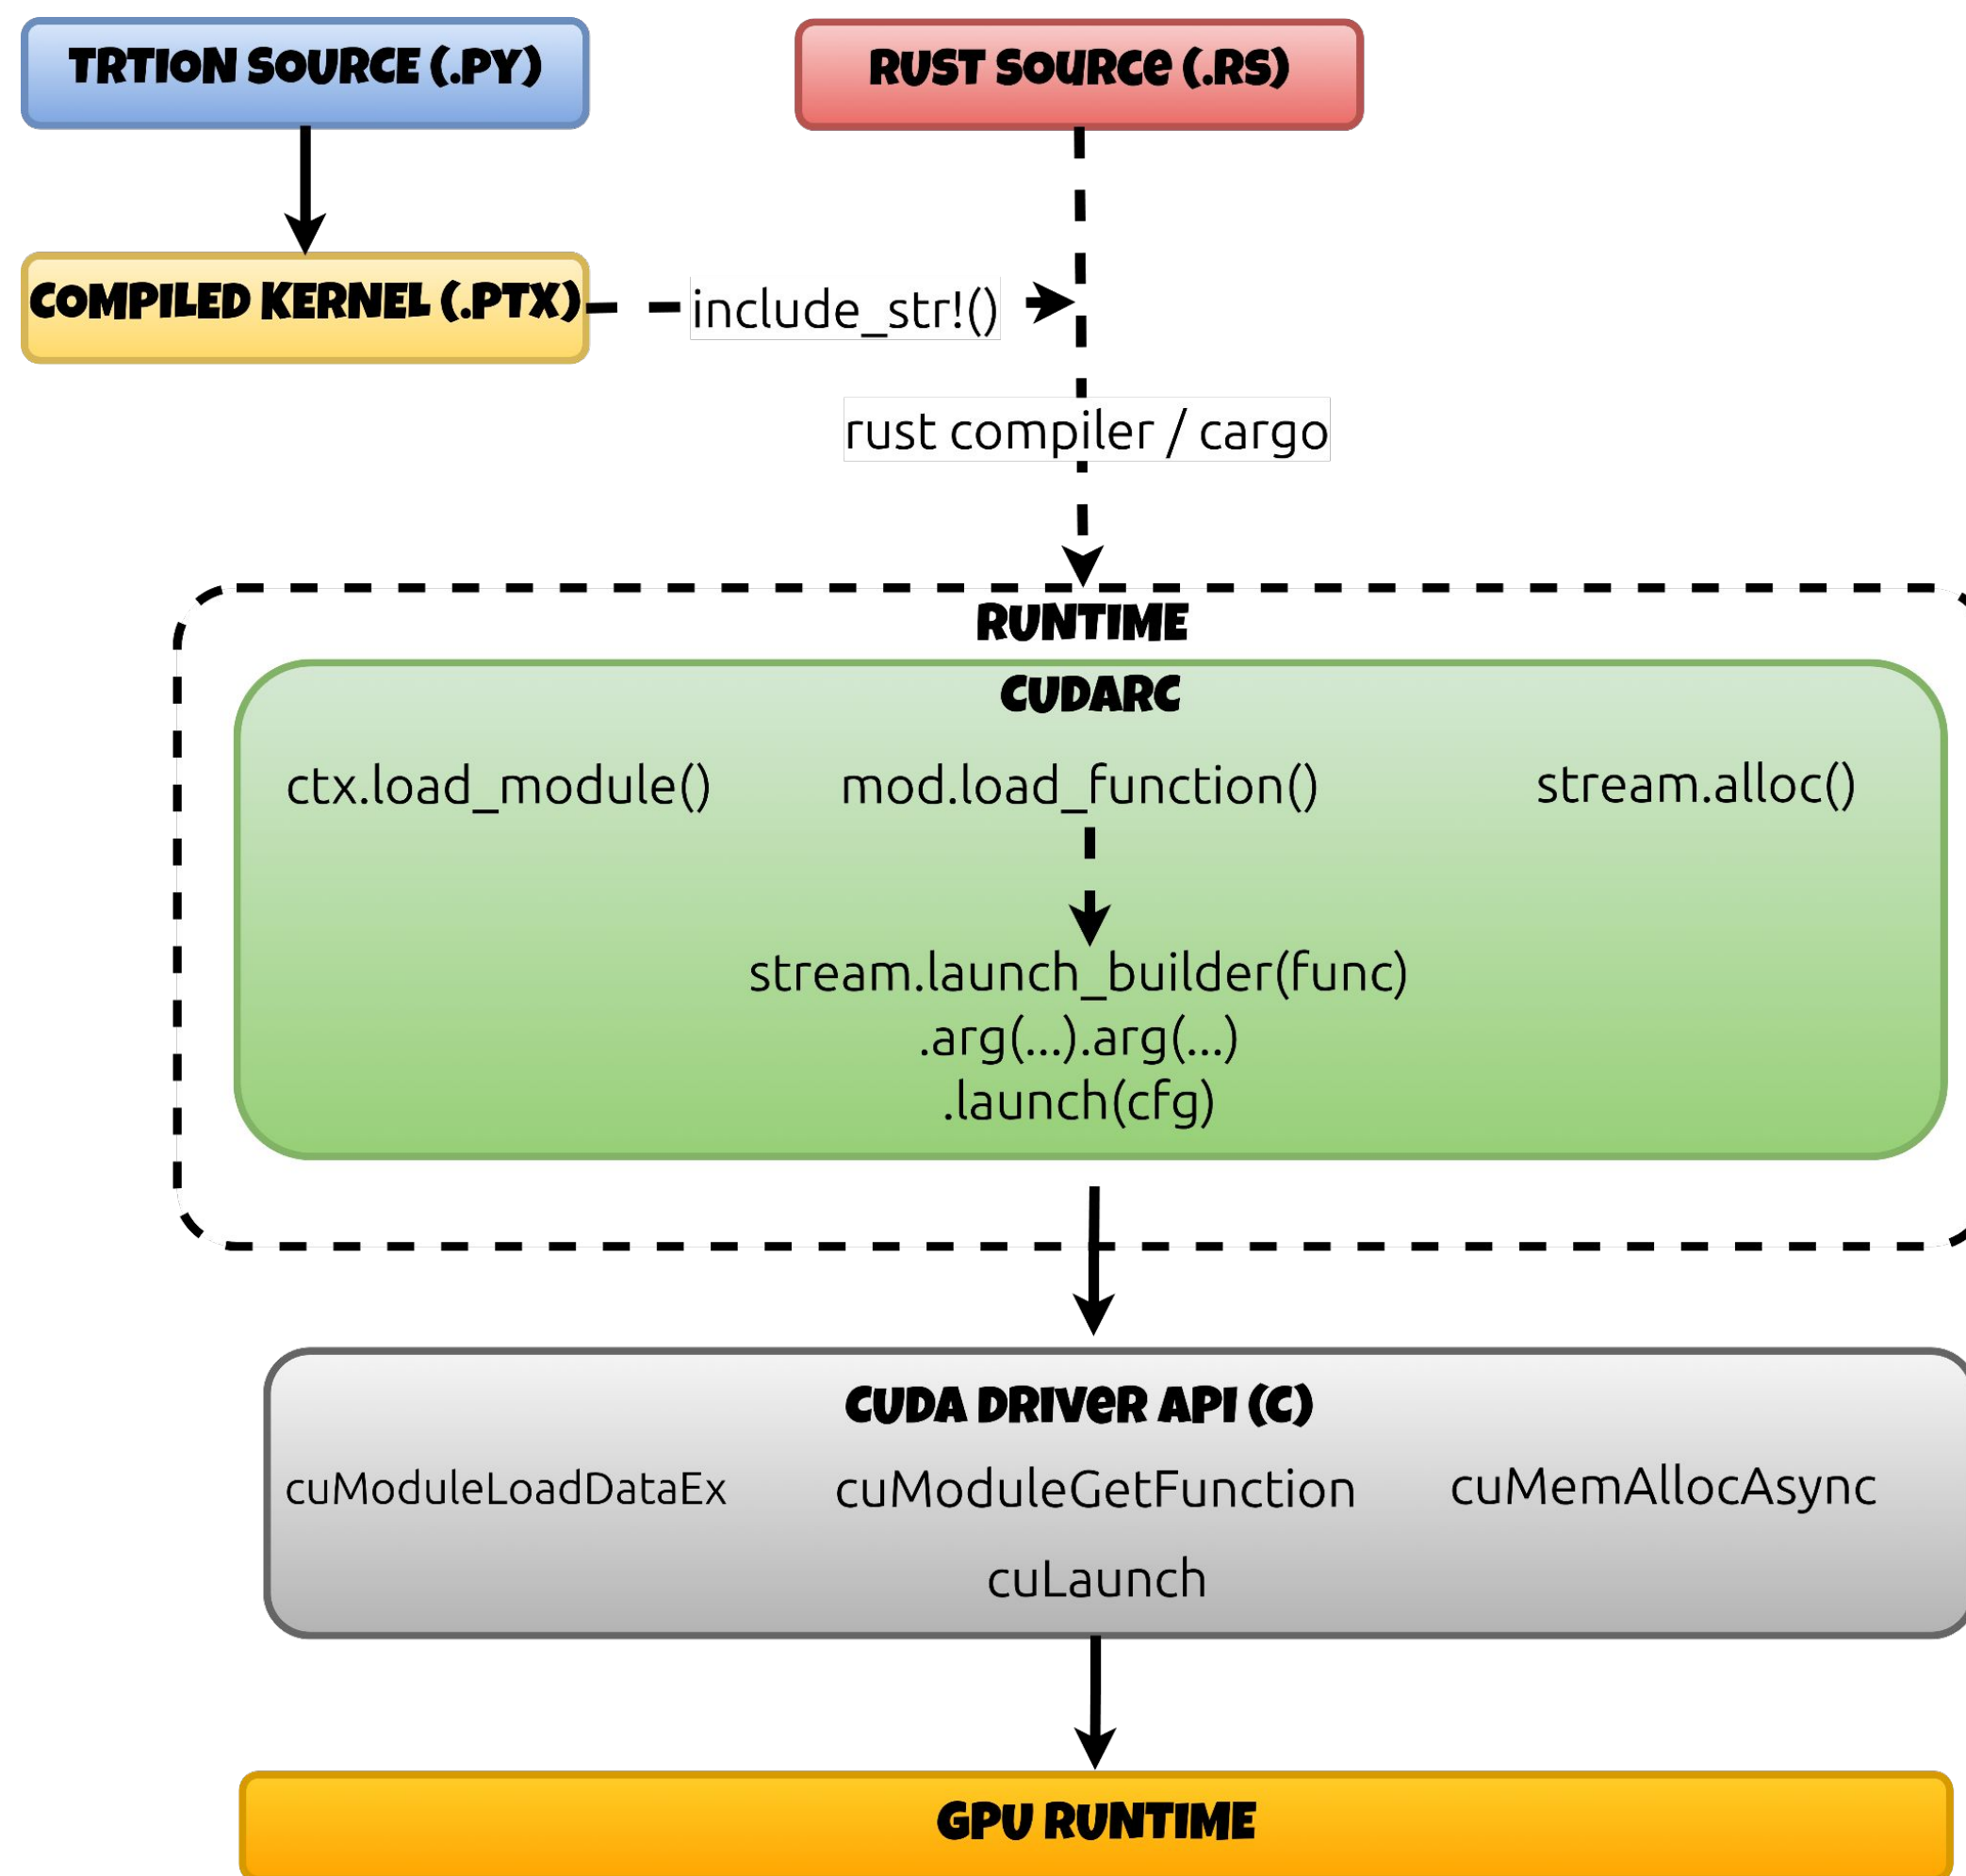 TRTION SOURCE (.PY)
RUST SOURCe (.RS)
COMPILED KERNEL (.PTX)
include_str!()
rust compiler / cargo
RUNTIME
CUDARC
ctx.load_module()
mod.load_function()
stream.alloc()
stream.launch_builder(func)
.arg(...).arg(...)
.launch(cfg)
CUDA DRIVeR API (C)
cuModuleLoadDataEx
cuModuleGetFunction
cuMemAllocAsync
cuLaunch
GPU RUNTIME